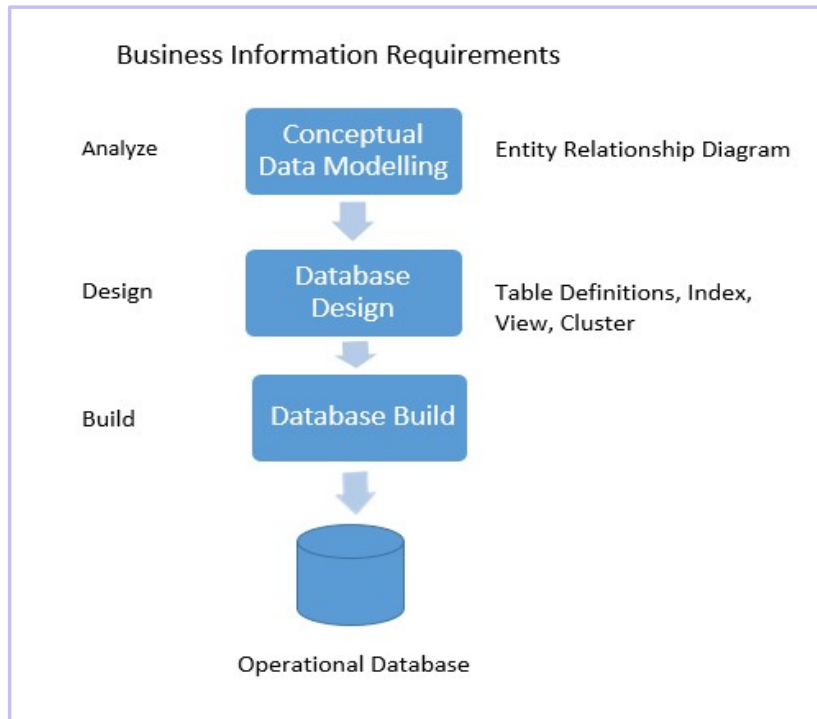 Business Information Requirements
Analyze
Conceptual
Data Modelling
Entity Relationship Diagram
Design
Database
Design
Table Definitions, Index,
View, Cluster
Build
Database Build
Operational Database